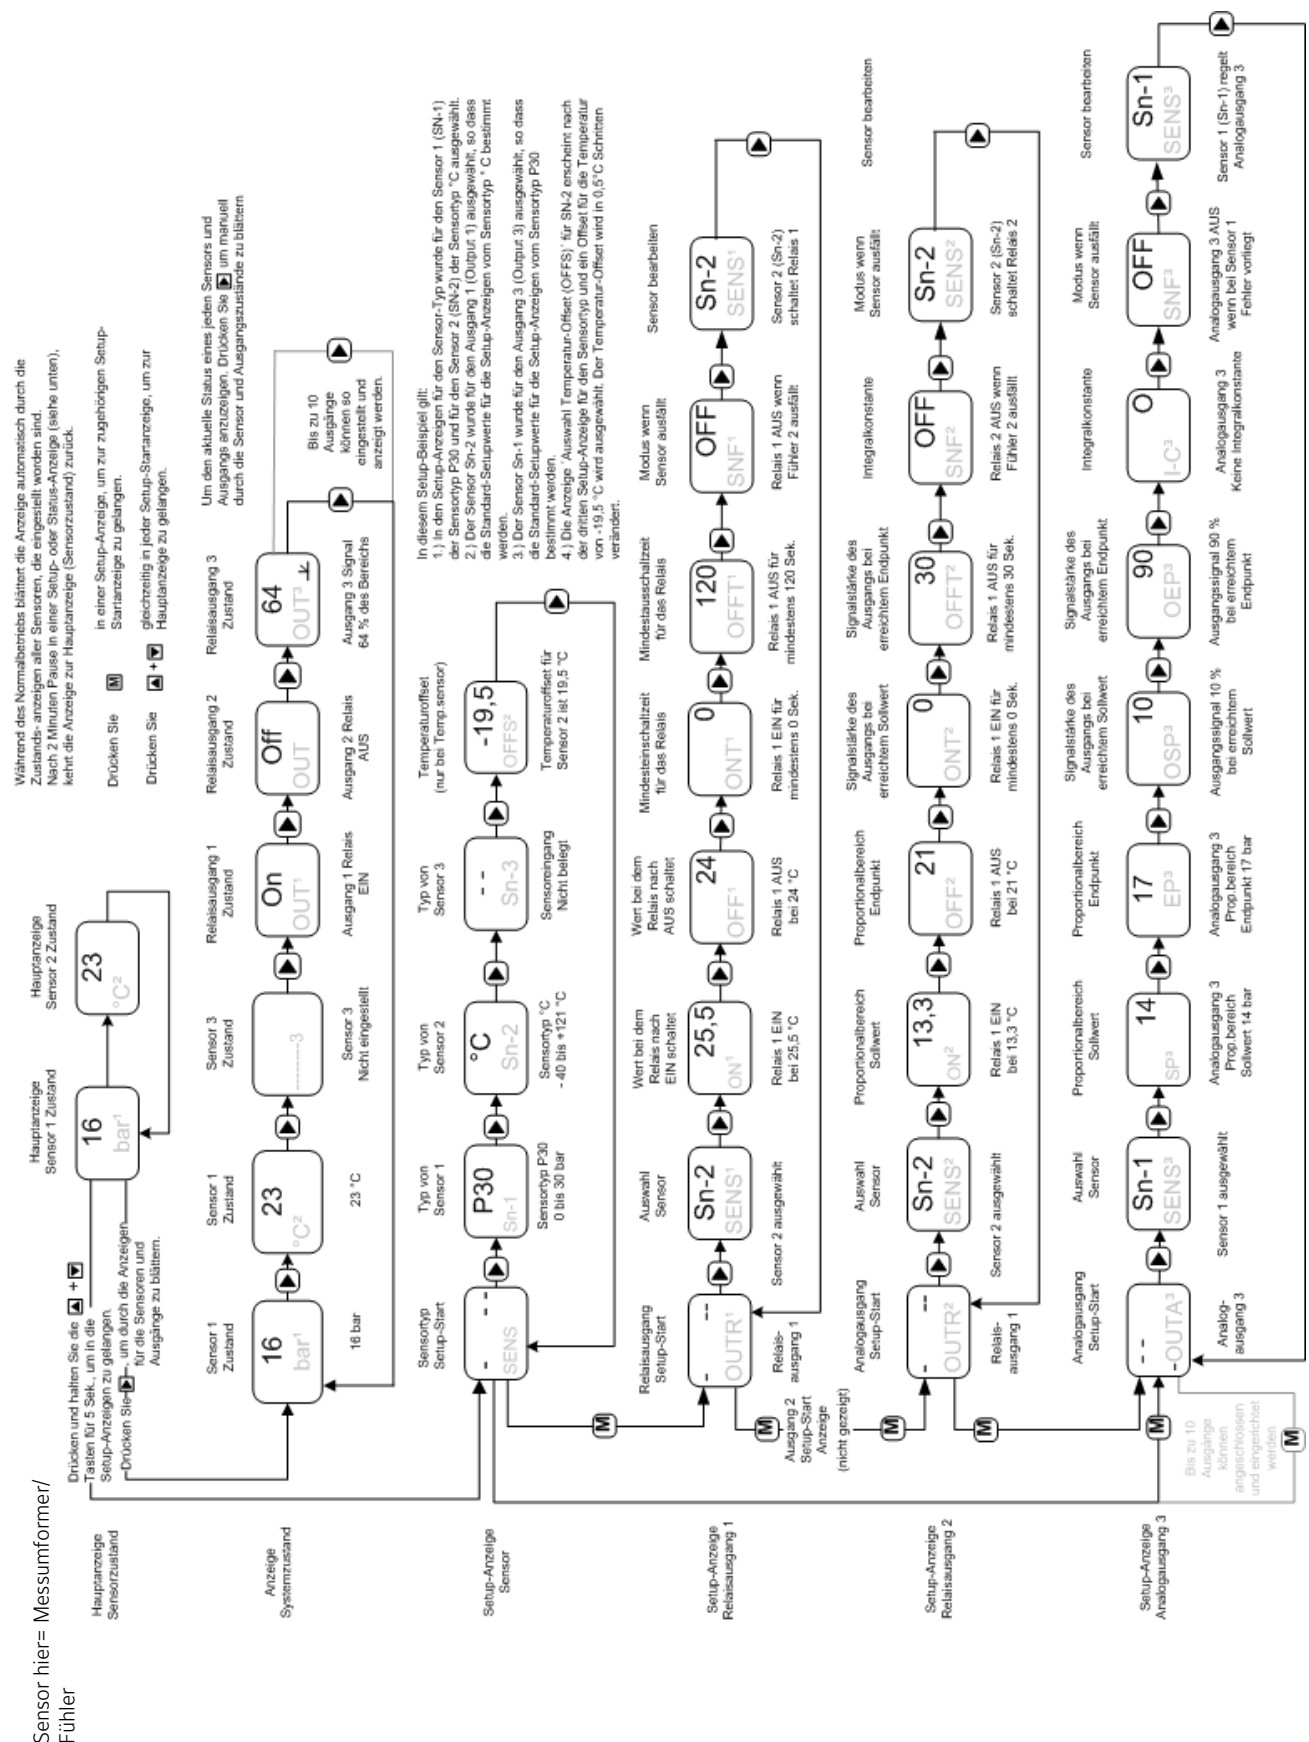 Sensor hier= Messumformer/
Fühler
Während des Normalbetriebs blättert die Anzeige automatisch durch die
Zustands- anzeigen aller Sensoren, die eingestellt worden sind.
Nach 2 Minuten Pause in einer Setup- oder Status-Anzeige (siehe unten),
kehrt die Anzeige zur Hauptanzeige (Sensorzustand) zurück.
Drücken Sie M in einer Setup-Anzeige, um zur zugehörigen Setup-
Startanzeige zu gelangen.
Drücken Sie ▲+▼ gleichzeitig in jeder Setup-Startanzeige, um zur
Hauptanzeige zu gelangen.
Hauptanzeige
Sensorzustand
Hauptanzeige
Sensor 1 Zustand
16
bar¹
Hauptanzeige
Sensor 2 Zustand
23
°C²
Drücken und halten Sie die ▲+▼
Tasten für 5 Sek., um in die
Setup-Anzeigen zu gelangen.
Drücken Sie ▶, um durch die Anzeigen
für die Sensoren und
Ausgänge zu blättern.
Anzeige
Systemzustand
Sensor 1
Zustand
16
bar¹
16 bar
Sensor 1
Zustand
23
°C²
23 °C
Sensor 3
Zustand
-------3
Sensor 3
Nicht eingestellt
Relaisausgang 1
Zustand
On
OUT¹
Ausgang 1 Relais
EIN
Relaisausgang 2
Zustand
Off
OUT
Ausgang 2 Relais
AUS
Relaisausgang 3
Zustand
64
OUT³
Ausgang 3 Signal
64 % des Bereichs
Um den aktuelle Status eines jeden Sensors und
Ausgangs anzuzeigen. Drücken Sie ▶ um manuell
durch die Sensor und Ausgangszustände zu blättern
Bis zu 10
Ausgänge
können so
eingestellt und
anzeigt werden.
Setup-Anzeige
Sensor
Sensortyp
Setup-Start
- - -
SENS
Typ von
Sensor 1
P30
Sn-1
Sensortyp P30
0 bis 30 bar
Typ von
Sensor 2
°C
Sn-2
Sensortyp °C
- 40 bis +121 °C
Typ von
Sensor 3
- -
Sn-3
Sensoreingang
Nicht belegt
Temperaturoffset
(nur bei Temp.sensor)
-19,5
OFFS²
Temperaturoffset für
Sensor 2 ist 19,5 °C
In diesem Setup-Beispiel gilt:
1.) In den Setup-Anzeigen für den Sensor-Typ wurde für den Sensor 1 (SN-1)
der Sensortyp P30 und für den Sensor 2 (SN-2) der Sensortyp °C ausgewählt.
2.) Der Sensor Sn-2 wurde für den Ausgang 1 (Output 1) ausgewählt, so dass
die Standard-Setupwerte für die Setup-Anzeigen vom Sensortyp ° C bestimmt
werden.
3.) Der Sensor Sn-1 wurde für den Ausgang 3 (Output 3) ausgewählt, so dass
die Standard-Setupwerte für die Setup-Anzeigen vom Sensortyp P30
bestimmt werden.
4.) Die Anzeige 'Auswahl Temperatur-Offset (OFFS)' für SN-2 erscheint nach
der dritten Setup-Anzeige für den Sensortyp und ein Offset für die Temperatur
von -19,5 °C wird ausgewählt. Der Temperatur-Offset wird in 0,5°C Schritten
verändert.
Setup-Anzeige
Relaisausgang 1
Relaisausgang
Setup-Start
- --
OUTR¹
Relais-
ausgang 1
Auswahl
Sensor
Sn-2
SENS¹
Sensor 2 ausgewählt
Wert bei dem
Relais nach
EIN schaltet
25,5
ON¹
Relais 1 EIN
bei 25,5 °C
Wert bei dem
Relais nach
AUS schaltet
24
OFF¹
Relais 1 AUS
bei 24 °C
Mindesteinschaltzeit
für das Relais
0
ONT¹
Relais 1 EIN für
mindestens 0 Sek.
Mindestausschaltzeit
für das Relais
120
OFFT¹
Relais 1 AUS für
mindestens 120 Sek.
Modus wenn
Sensor ausfällt
OFF
SNF¹
Relais 1 AUS wenn
Fühler 2 ausfällt
Sensor bearbeiten
Sn-2
SENS¹
Sensor 2 (Sn-2)
schaltet Relais 1
M
M
Ausgang 2
Setup-Start
Anzeige
(nicht gezeigt)
M
Setup-Anzeige
Relaisausgang 2
Analogausgang
Setup-Start
- --
OUTR²
Relais-
ausgang 1
Auswahl
Sensor
Sn-2
SENS²
Sensor 2 ausgewählt
Proportionalbereich
Sollwert
13,3
ON²
Relais 1 EIN
bei 13,3 °C
Proportionalbereich
Endpunkt
21
OFF²
Relais 1 AUS
bei 21 °C
Signalstärke des
Ausgangs bei
erreichtem Sollwert
0
ONT²
Relais 1 EIN für
mindestens 0 Sek.
Signalstärke des
Ausgangs bei
erreichtem Endpunkt
30
OFFT²
Relais 1 AUS für
mindestens 30 Sek.
Integralkonstante
OFF
SNF²
Relais 2 AUS wenn
Fühler 2 ausfällt
Modus wenn
Sensor ausfällt
Sn-2
SENS²
Sensor 2 (Sn-2)
schaltet Relais 2
Sensor bearbeiten
M
Setup-Anzeige
Analogausgang 3
Analogausgang
Setup-Start
- -
-OUTA³
Analog-
ausgang 3
Auswahl
Sensor
Sn-1
SENS³
Sensor 1 ausgewählt
Proportionalbereich
Sollwert
14
SP³
Analogausgang 3
Prop.bereich
Sollwert 14 bar
Proportionalbereich
Endpunkt
17
EP³
Analogausgang 3
Prop.bereich
Endpunkt 17 bar
Signalstärke des
Ausgangs bei
erreichtem Sollwert
10
OSP³
Ausgangssignal 10 %
bei erreichtem
Sollwert
Signalstärke des
Ausgangs bei
erreichtem Endpunkt
90
OEP³
Ausgangssignal 90 %
bei erreichtem
Endpunkt
Integralkonstante
O
I-C³
Analogausgang 3
Keine Integralkonstante
Modus wenn
Sensor ausfällt
OFF
SNF³
Analogausgang 3 AUS
wenn bei Sensor 1
Fehler vorliegt
Sensor bearbeiten
Sn-1
SENS³
Sensor 1 (Sn-1) regelt
Analogausgang 3
M
Bis zu 10
Ausgänge
können
angeschlossen
und eingerichtet
werden
M